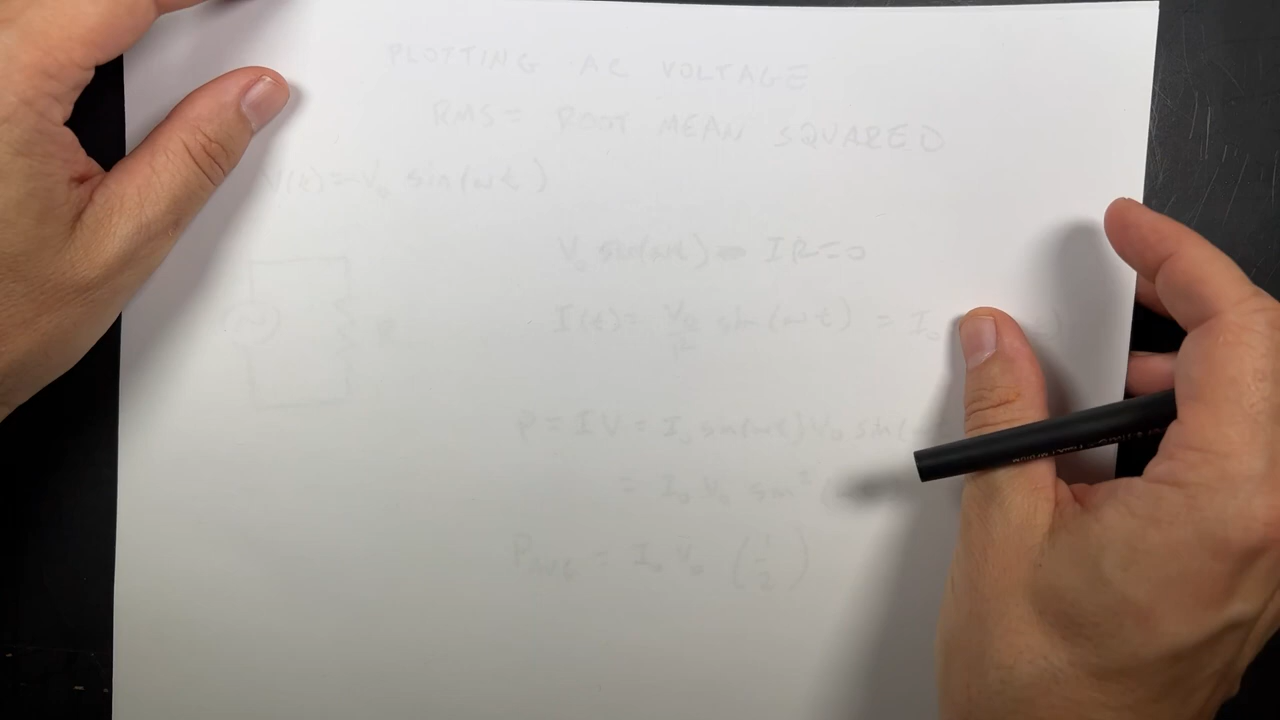 PLOTTING AC VOLTAGE
RMS = ROOT MEAN SQUARED
V(t) = V₀ sin(ωt)
V₀ sin(ωt) - IR = 0
I(t) = V₀/R sin(ωt) = I₀
R
P = IV = I₀ sin(ωt) V₀ sin(
= I₀ V₀ sin² (
P_AVG = I₀ V₀ (1/2)